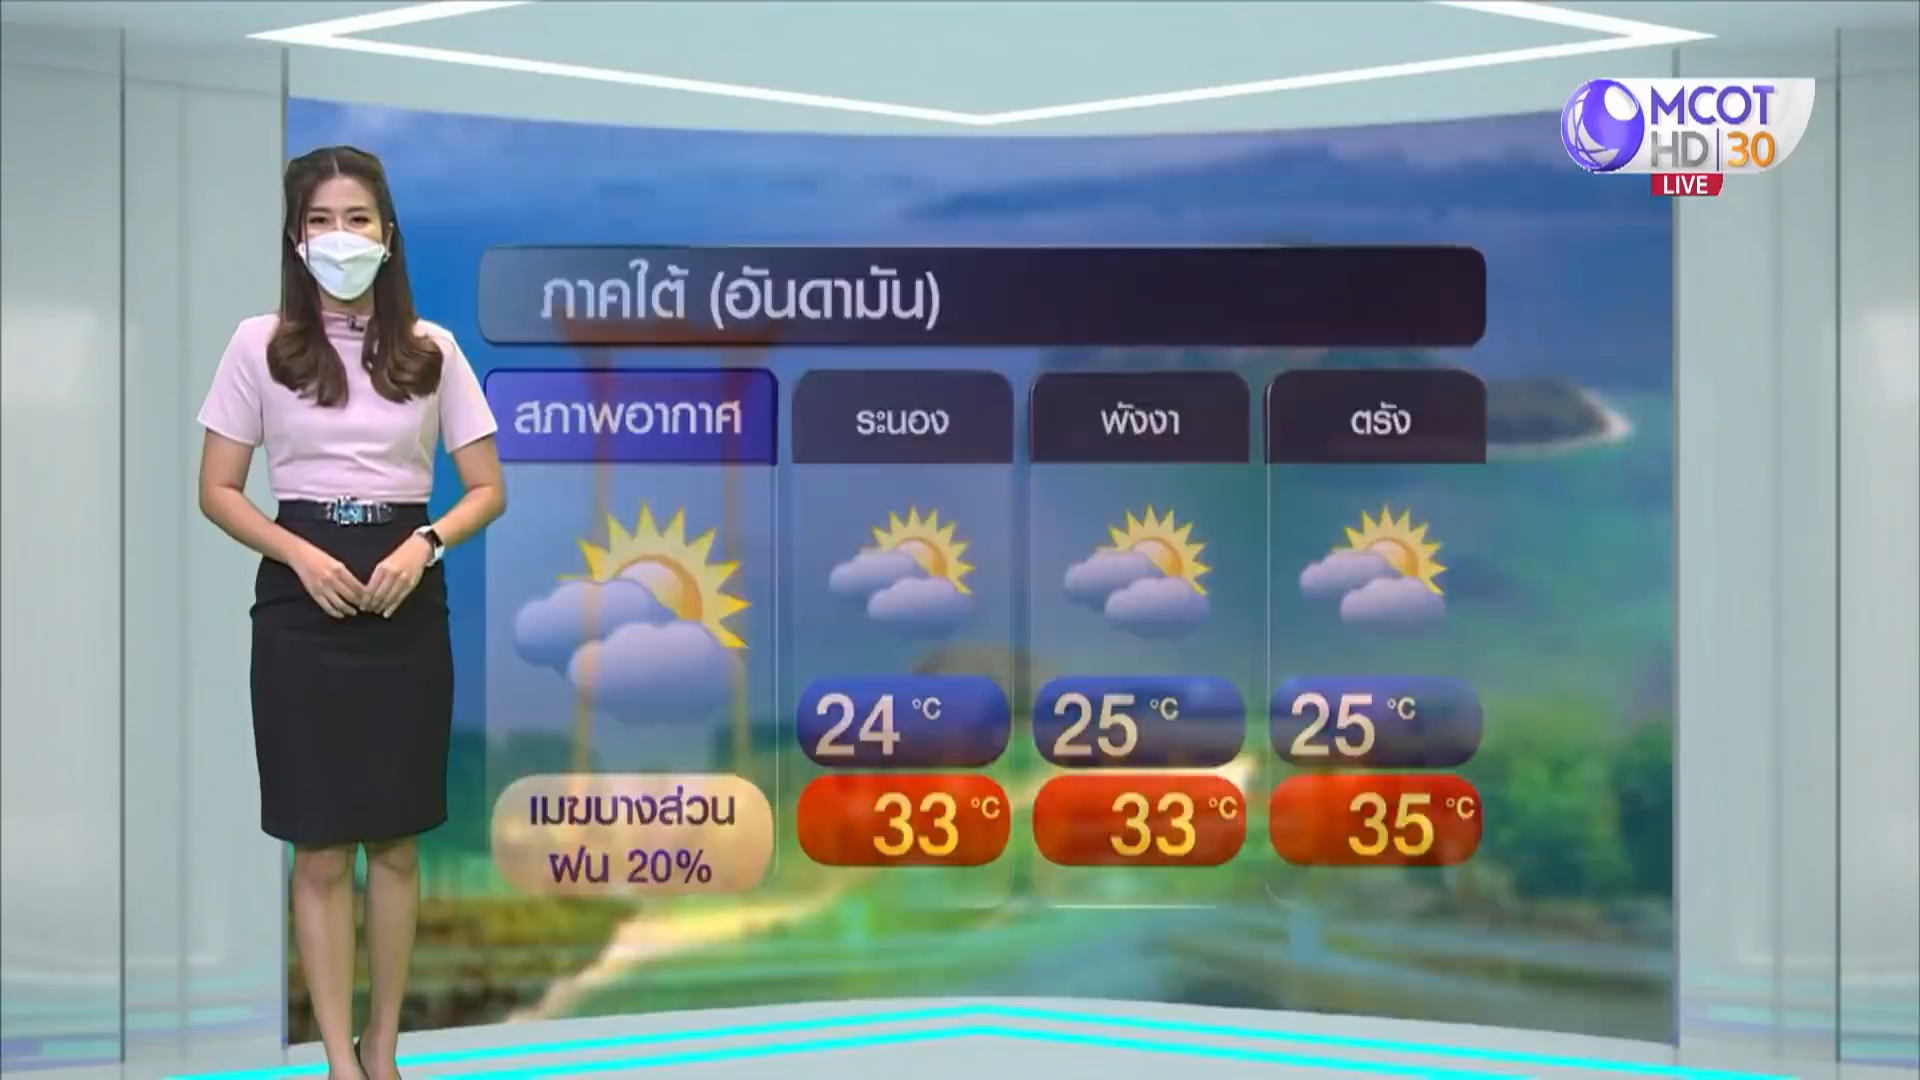 MCOT
HD 30
LIVE
ภาคใต้ (อันดามัน)
สภาพอากาศ
ระนอง
พังงา
ตรัง
24 °C
25 °C
25 °C
33 °C
33 °C
35 °C
เมฆบางส่วน
ฝน 20%